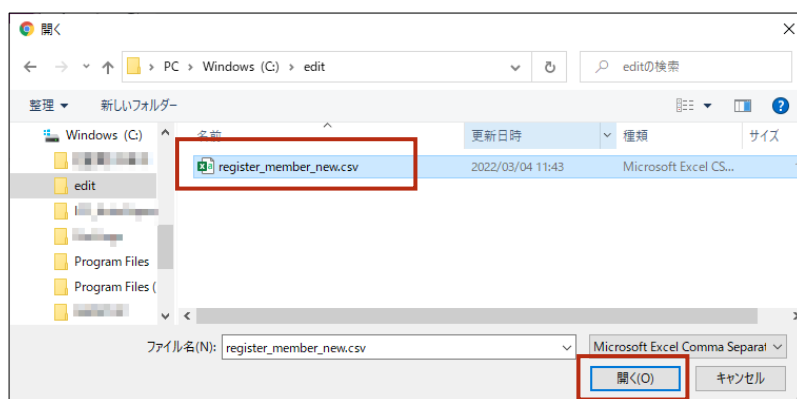 開く
PC › Windows (C:) › edit
editの検索
整理 新しいフォルダー
Windows (C:)
名前 更新日時 種類 サイズ
register_member_new.csv 2022/03/04 11:43 Microsoft Excel CS...
edit
Program Files
Program Files (
ファイル名(N): register_member_new.csv Microsoft Excel Comma Separat
開く(O) キャンセル